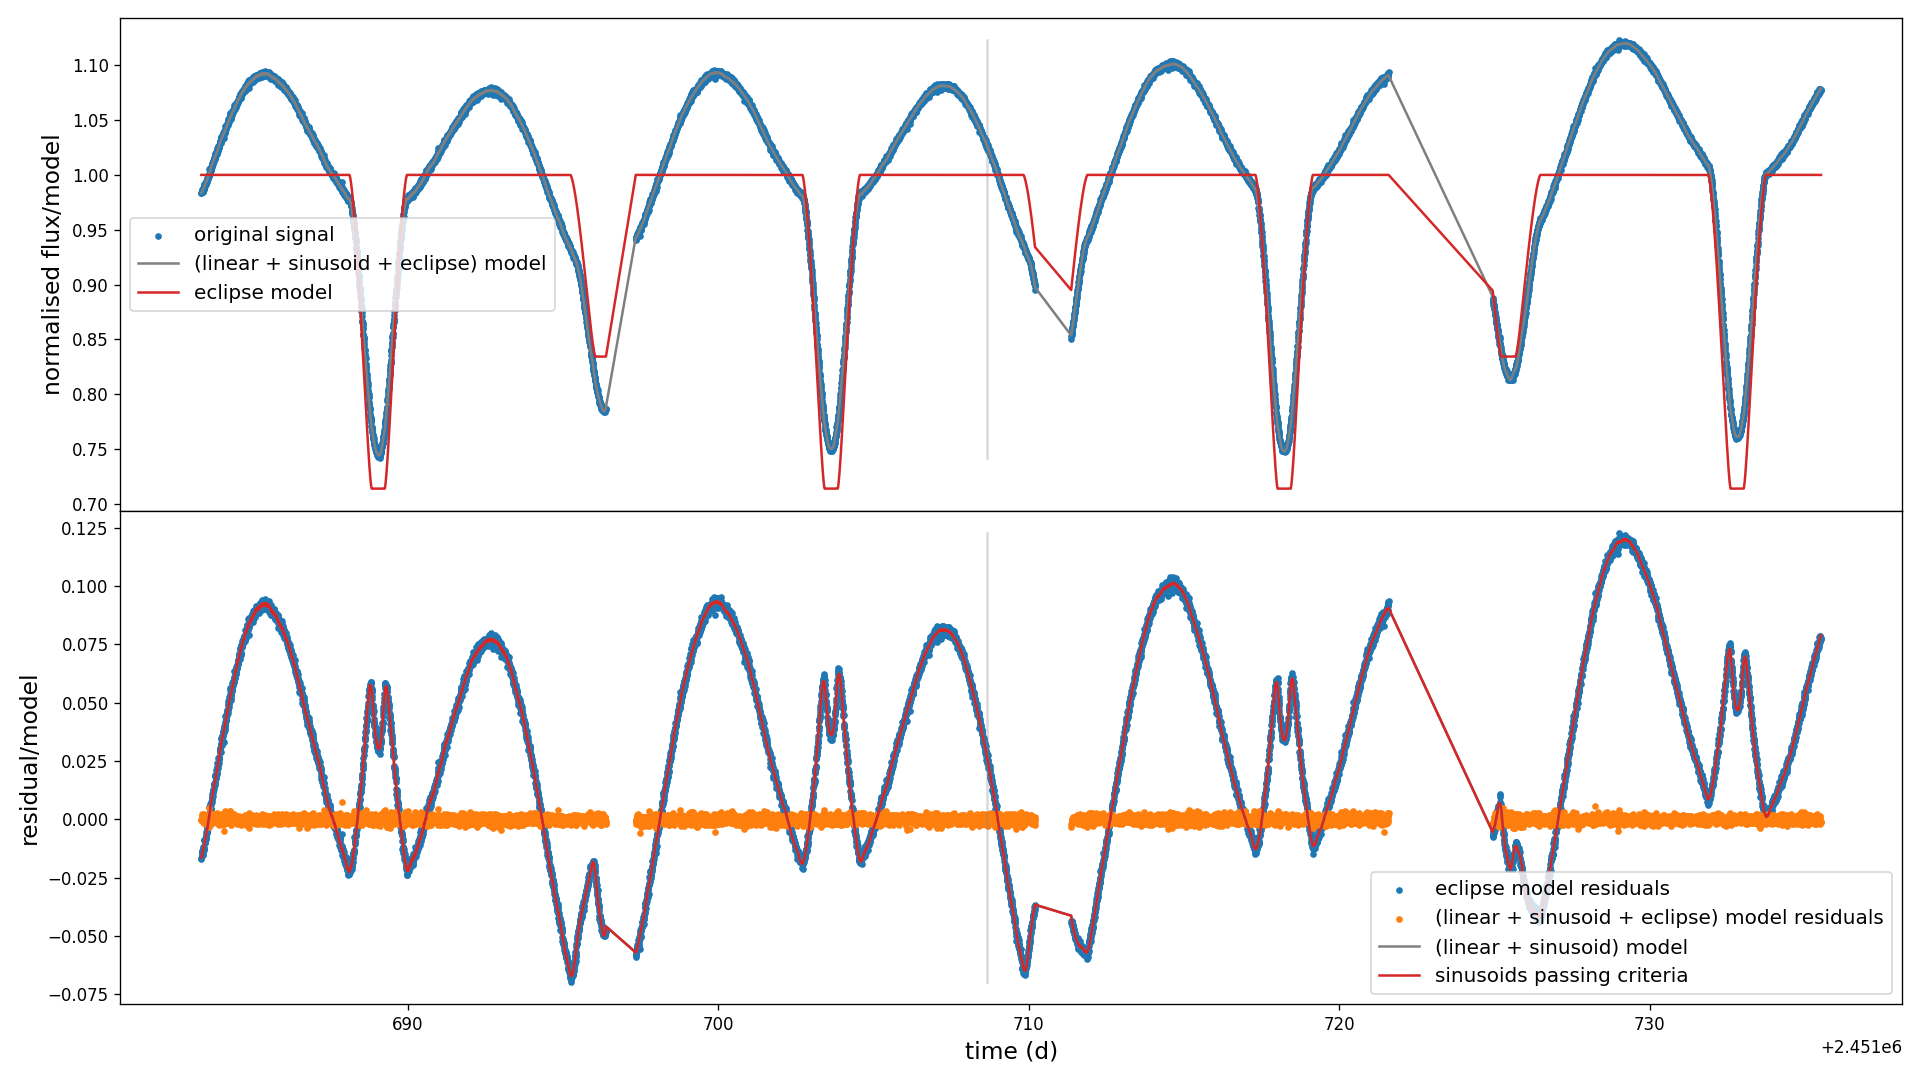 normalised flux/model
1.10
1.05
1.00
0.95
0.90
0.85
0.80
0.75
0.70
original signal
(linear + sinusoid + eclipse) model
eclipse model
residual/model
0.125
0.100
0.075
0.050
0.025
0.000
−0.025
−0.050
−0.075
eclipse model residuals
(linear + sinusoid + eclipse) model residuals
(linear + sinusoid) model
sinusoids passing criteria
690 700 710 720 730
time (d)
+2.451e6